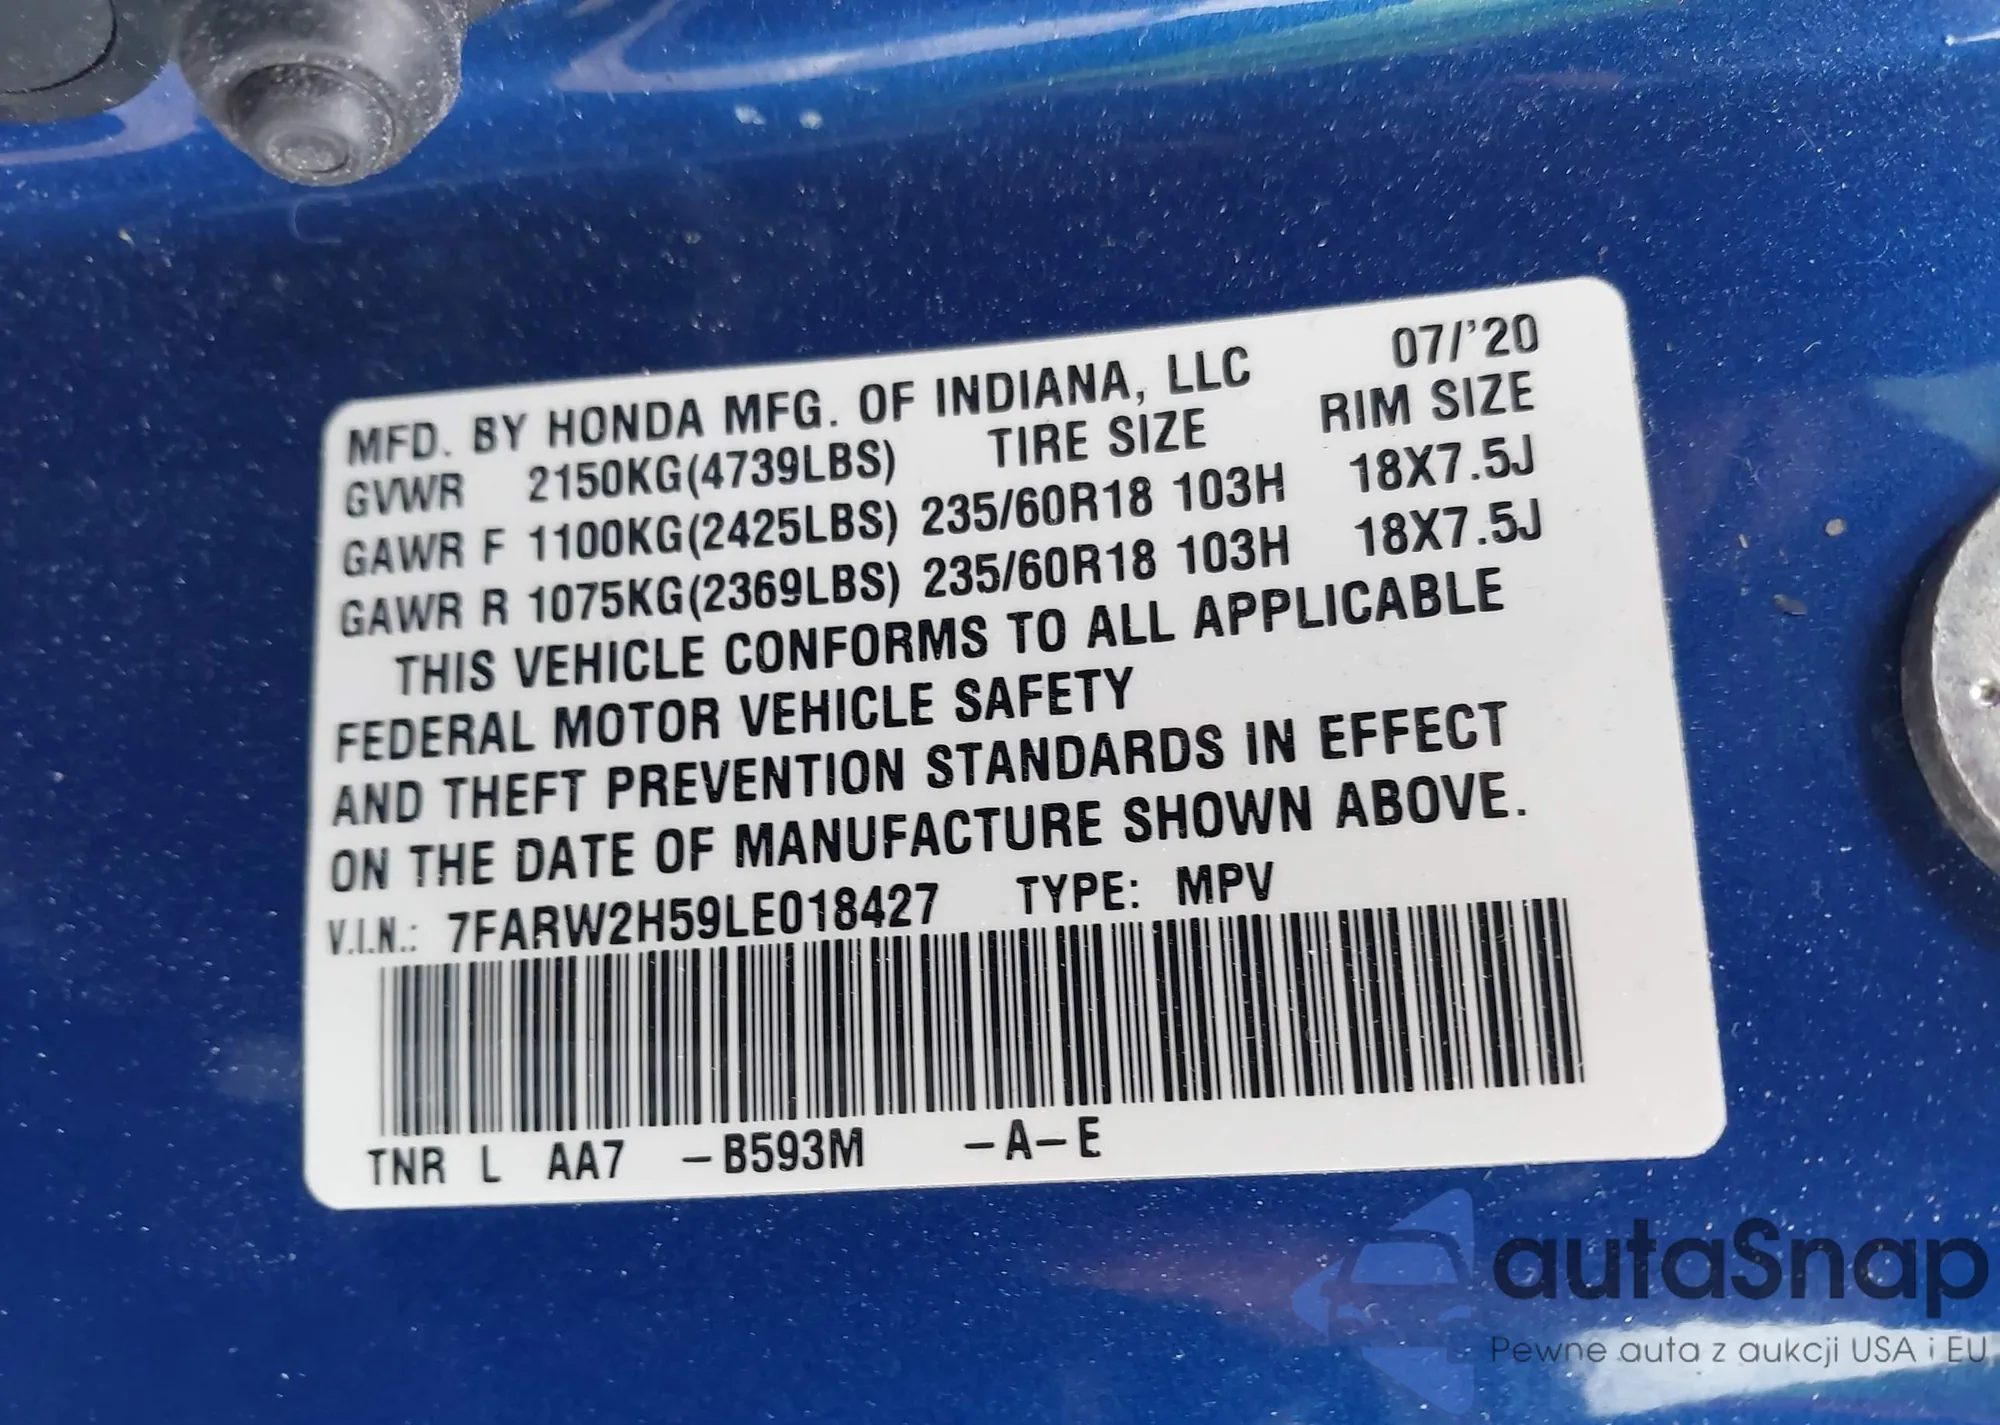 MFD. BY HONDA MFG. OF INDIANA, LLC 07/'20
GVWR 2150KG(4739LBS) TIRE SIZE RIM SIZE
GAWR F 1100KG(2425LBS) 235/60R18 103H 18X7.5J
GAWR R 1075KG(2369LBS) 235/60R18 103H 18X7.5J
THIS VEHICLE CONFORMS TO ALL APPLICABLE
FEDERAL MOTOR VEHICLE SAFETY
AND THEFT PREVENTION STANDARDS IN EFFECT
ON THE DATE OF MANUFACTURE SHOWN ABOVE.
V.I.N.: 7FARW2H59LE018427 TYPE: MPV
TNR L AA7 -B593M -A-E
autaSnap
Pewne auta z aukcji USA i EU